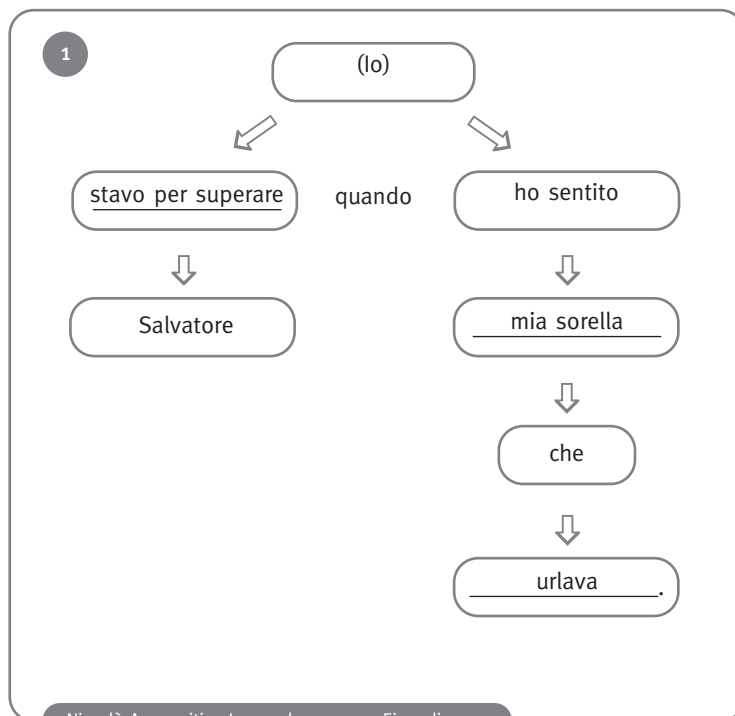 1
(Io)
stavo per superare quando ho sentito
Salvatore mia sorella
che
urlava.